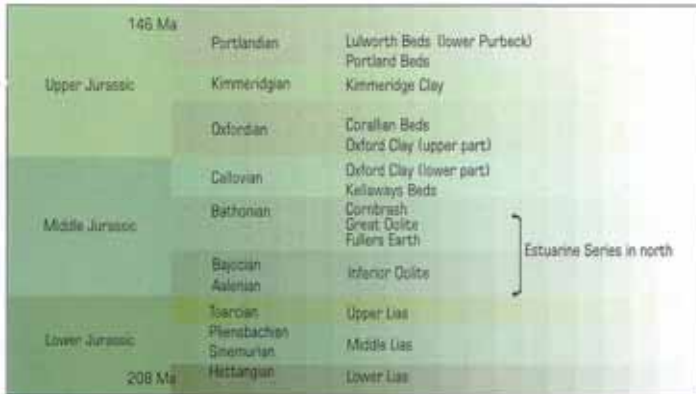 146 Ma
Portlandian Lulworth Beds (lower Purbeck)
Portland Beds
Upper Jurassic Kimmeridgian Kimmeridge Clay
Oxfordian Corallian Beds
Oxford Clay (upper part)
Callovian Oxford Clay (lower part)
Kellaways Beds
Bathonian Cornbrash
Middle Jurassic Great Oolite
Fullers Earth
Estuarine Series in north
Bajocian Inferior Oolite
Aalenian
Toarcian Upper Lias
Pliensbachian
Lower Jurassic Sinemurian Middle Lias
208 Ma Hettangian Lower Lias